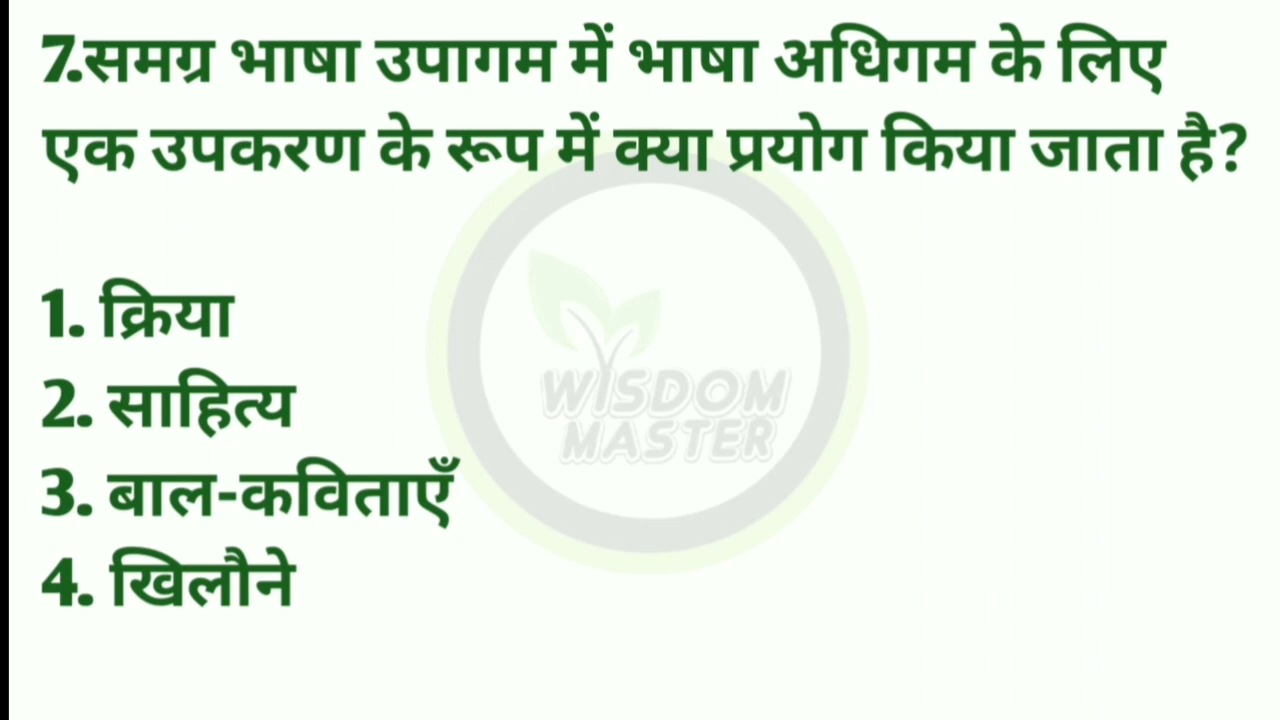 7.समग्र भाषा उपागम में भाषा अधिगम के लिए
एक उपकरण के रूप में क्या प्रयोग किया जाता है?
1. क्रिया
2. साहित्य
3. बाल-कविताएँ
4. खिलौने
WISDOM
MASTER